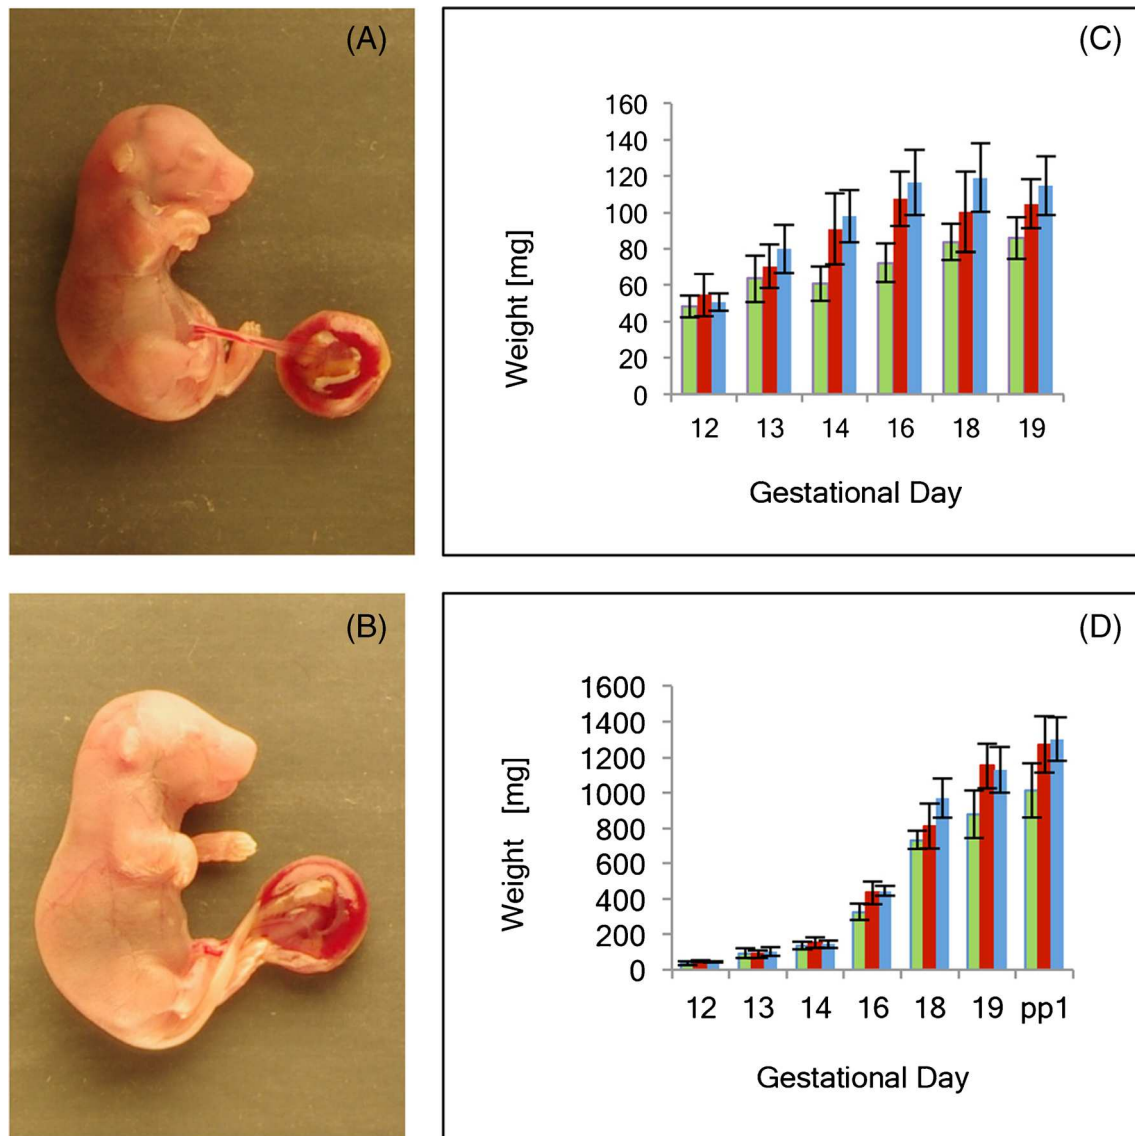 (A)
(C)
160
140
120
100
80
60
40
20
0
Weight [mg]
12 13 14 16 18 19
Gestational Day
(B)
(D)
1600
1400
1200
1000
800
600
400
200
0
Weight [mg]
12 13 14 16 18 19 pp1
Gestational Day